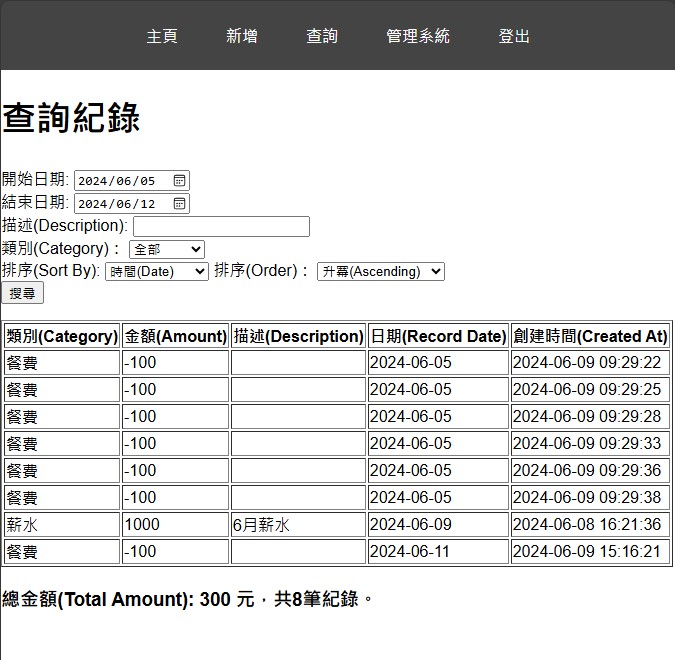 主頁 新增 查詢 管理系統 登出
查詢紀錄
開始日期: 2024/06/05
結束日期: 2024/06/12
描述(Description):
類別(Category)： 全部
排序(Sort By): 時間(Date) 排序(Order)： 升冪(Ascending)
搜尋
類別(Category) 金額(Amount) 描述(Description) 日期(Record Date) 創建時間(Created At)
餐費 -100 2024-06-05 2024-06-09 09:29:22
餐費 -100 2024-06-05 2024-06-09 09:29:25
餐費 -100 2024-06-05 2024-06-09 09:29:28
餐費 -100 2024-06-05 2024-06-09 09:29:33
餐費 -100 2024-06-05 2024-06-09 09:29:36
餐費 -100 2024-06-05 2024-06-09 09:29:38
薪水 1000 6月薪水 2024-06-09 2024-06-08 16:21:36
餐費 -100 2024-06-11 2024-06-09 15:16:21
總金額(Total Amount): 300 元，共8筆紀錄。